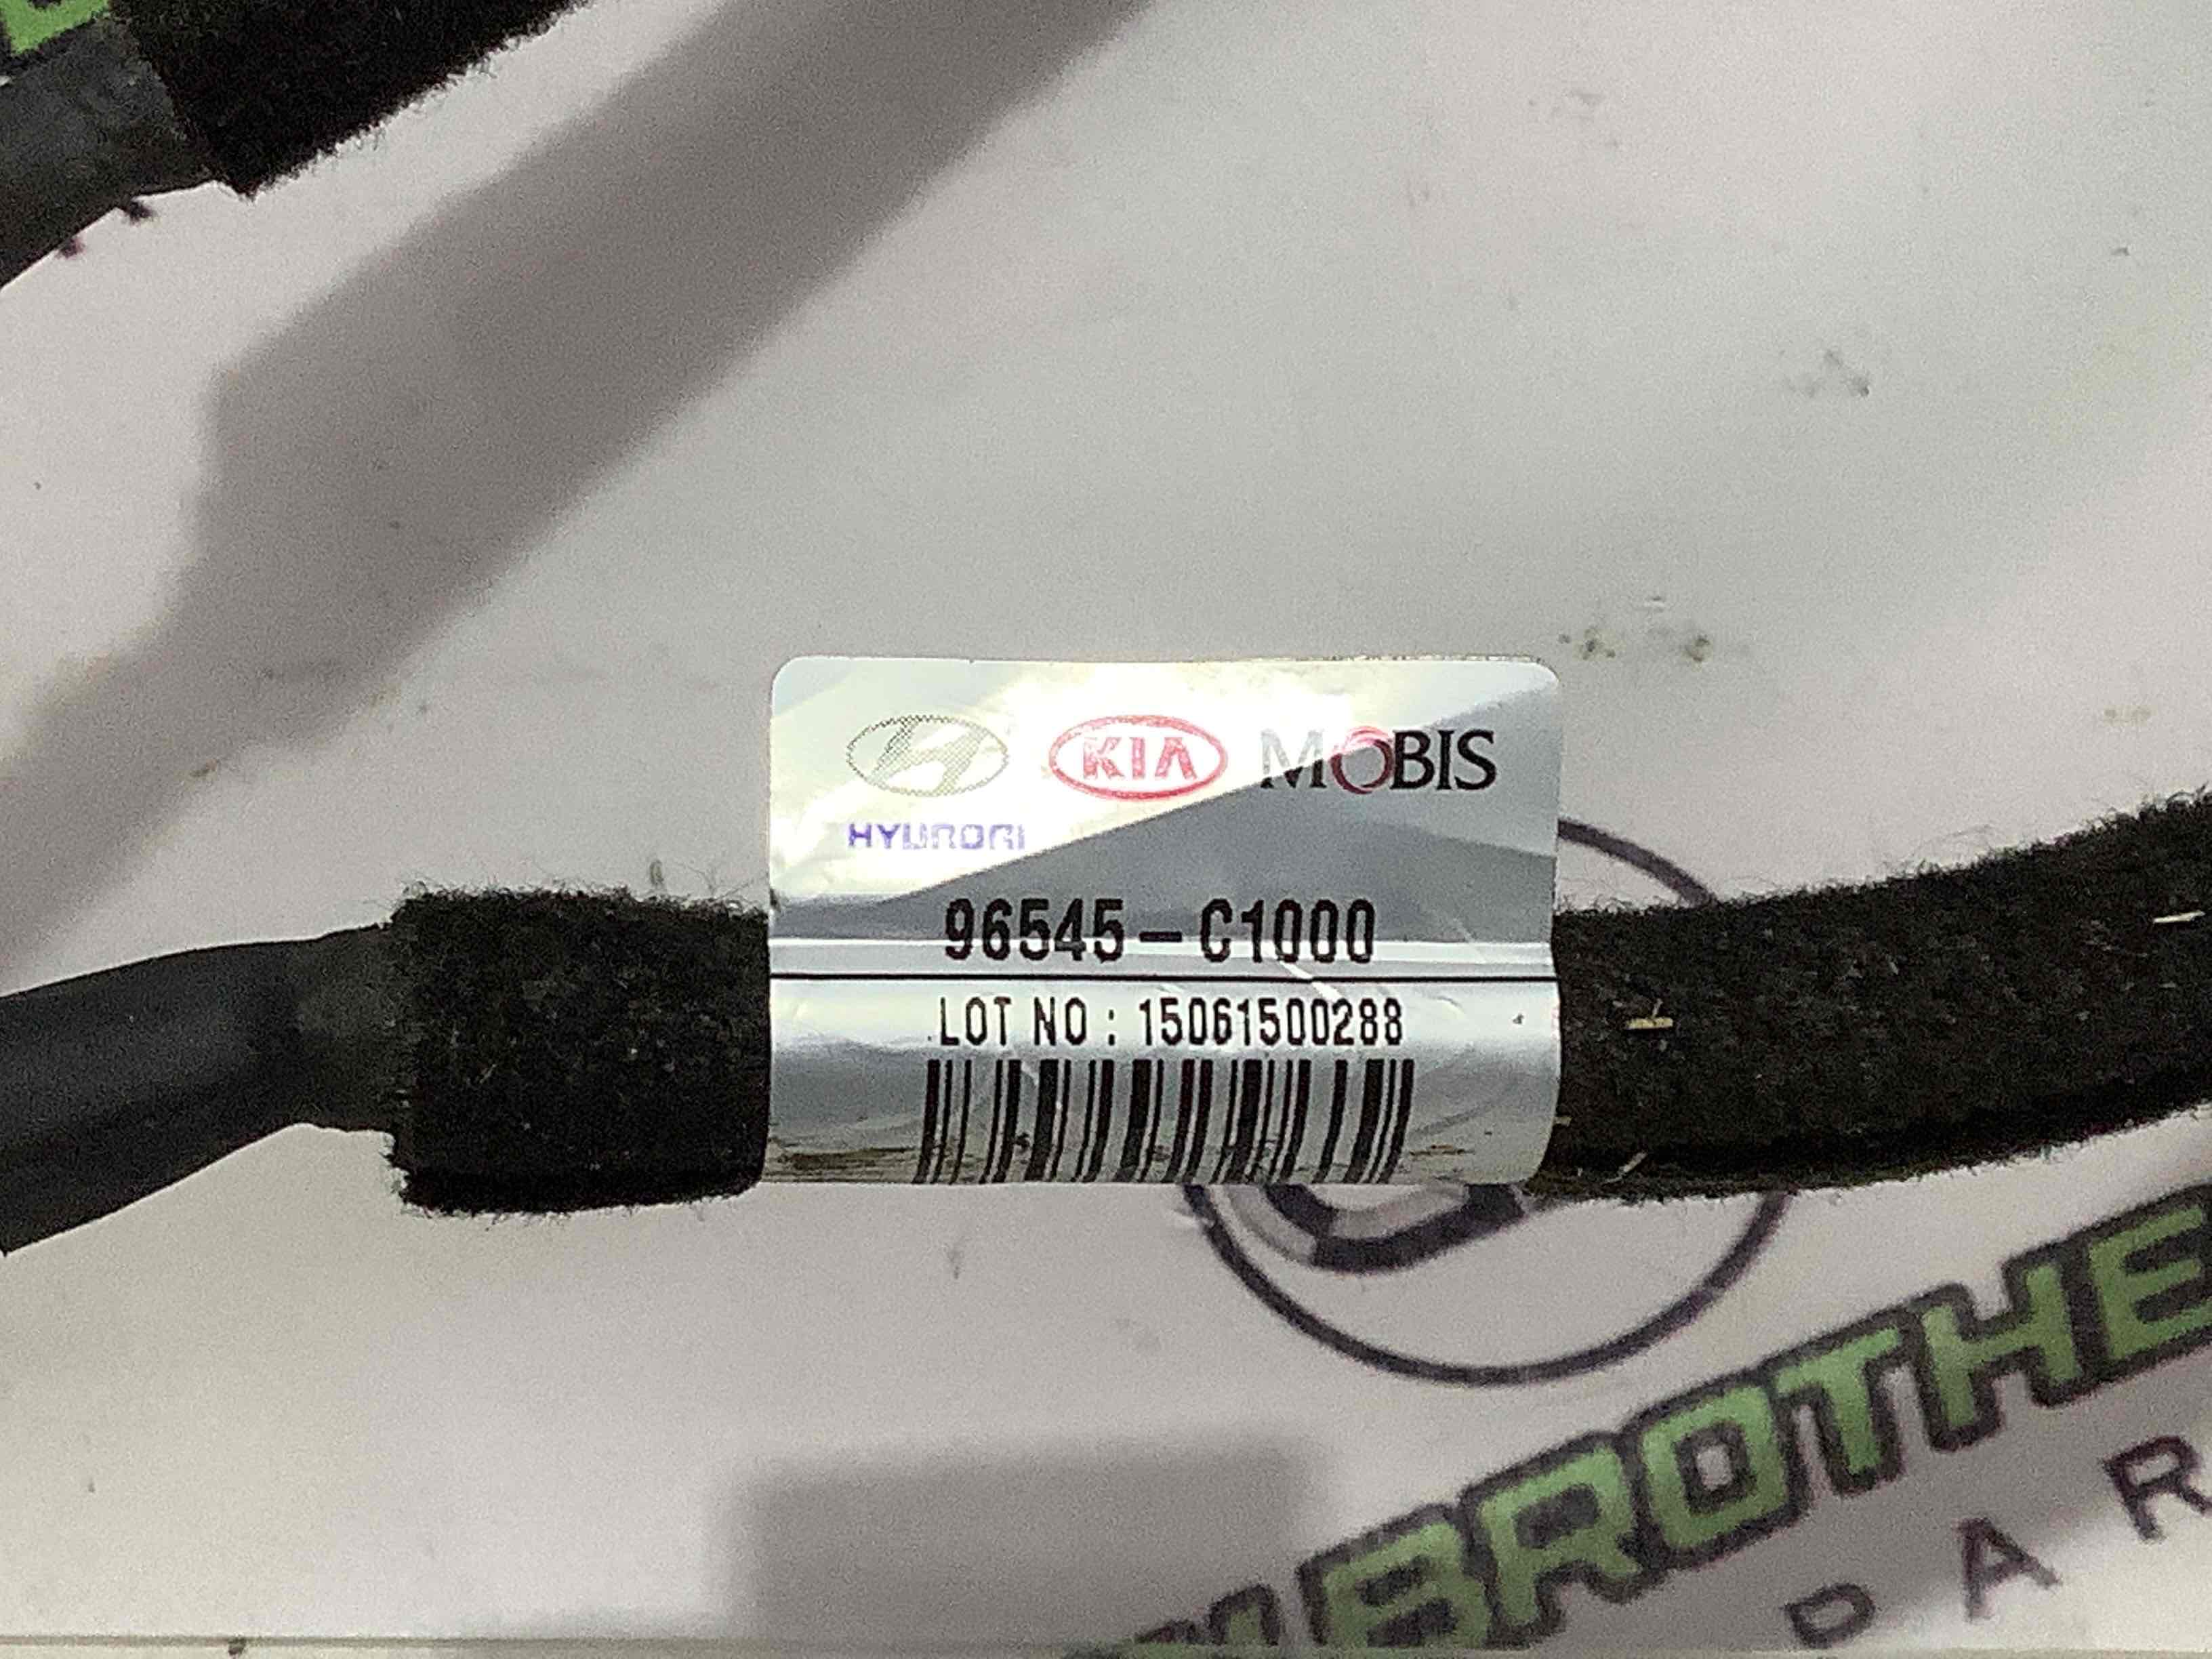 KIA MOBIS
HYUNDAI
96545-C1000
LOT NO : 15061500288
BROTHE
PAR